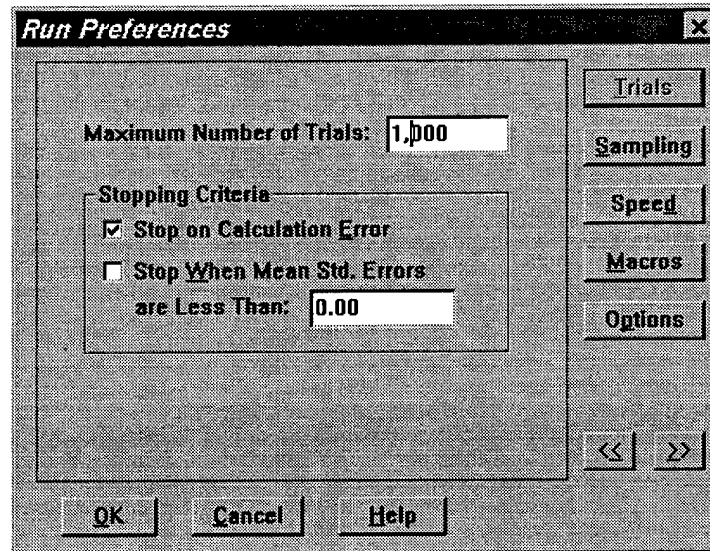 Run Preferences
Trials
Maximum Number of Trials: 1,000
Sampling
Stopping Criteria
Stop on Calculation Error
Speed
Stop When Mean Std. Errors
are Less Than: 0.00
Macros
Options
<< >>
OK Cancel Help